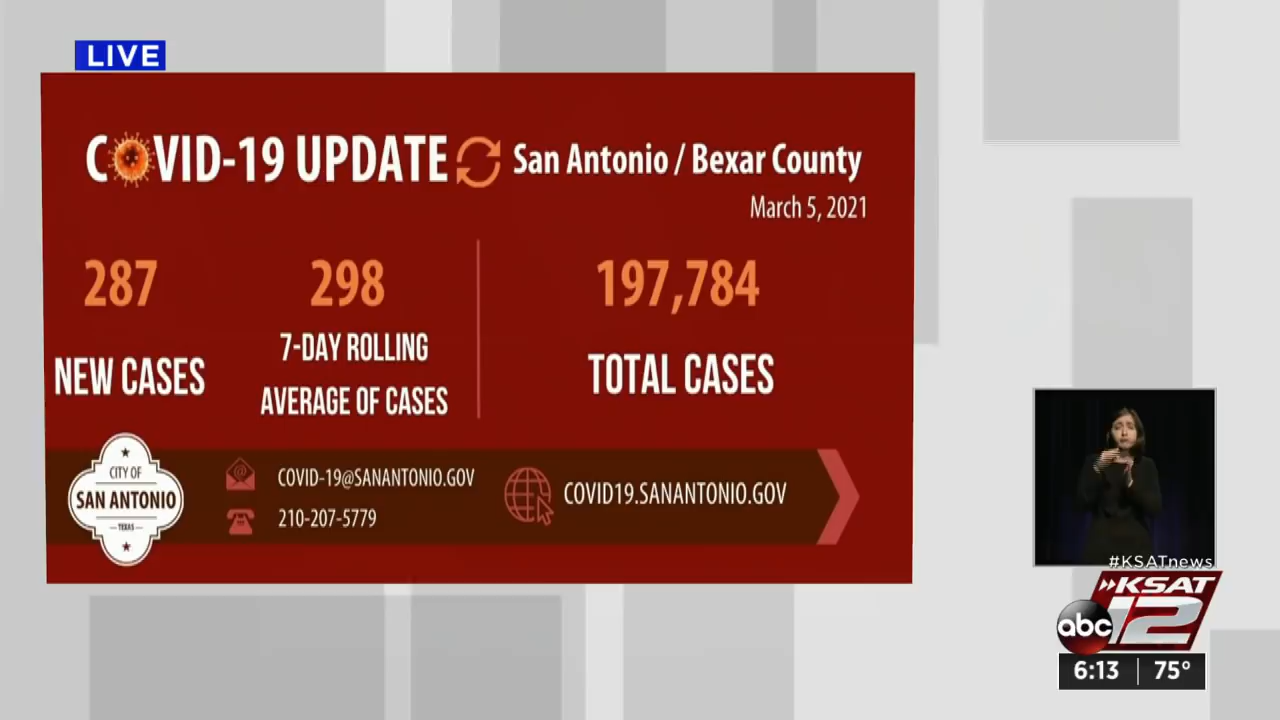 LIVE
COVID-19 UPDATE
San Antonio / Bexar County
March 5, 2021
287
NEW CASES
298
7-DAY ROLLING
AVERAGE OF CASES
197,784
TOTAL CASES
CITY OF
SAN ANTONIO
TEXAS
COVID-19@SANANTONIO.GOV
210-207-5779
COVID19.SANANTONIO.GOV
#KSATnews
KSAT
abc 12
6:13 75°